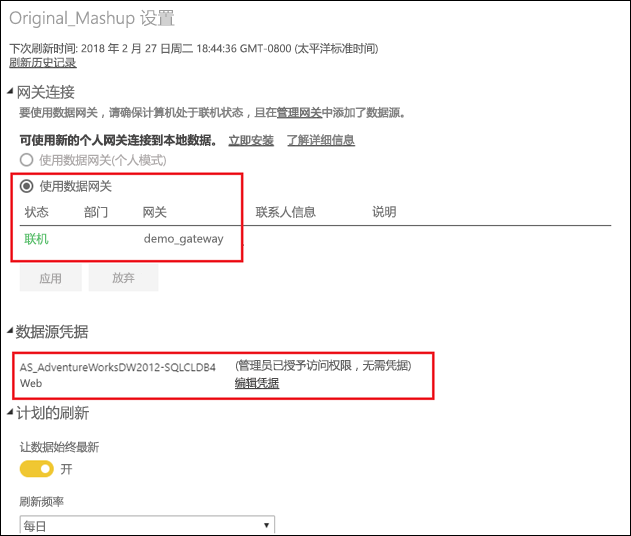 Original_Mashup 设置
下次刷新时间: 2018 年 2 月 27 日周二 18:44:36 GMT-0800 (太平洋标准时间)
刷新历史记录
网关连接
要使用数据网关，请确保计算机处于联机状态，且在管理网关中添加了数据源。
可使用新的个人网关连接到本地数据。 立即安装 了解详细信息
使用数据网关(个人模式)
使用数据网关
状态 部门 网关 联系人信息 说明
联机 demo_gateway
应用 放弃
数据源凭据
AS_AdventureWorksDW2012-SQLCLDB4 (管理员已授予访问权限，无需凭据)
Web 编辑凭据
计划的刷新
让数据始终最新
开
刷新频率
每日